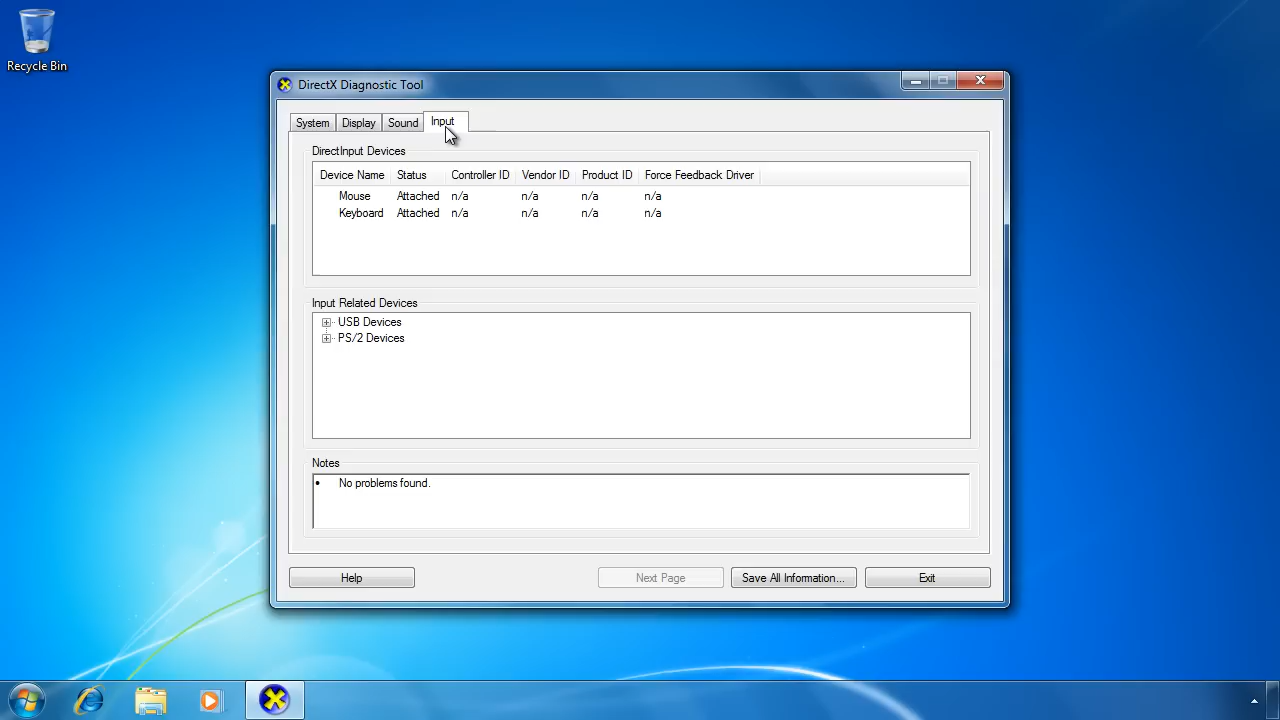 Recycle Bin
DirectX Diagnostic Tool
System Display Sound Input
DirectInput Devices
Device Name Status Controller ID Vendor ID Product ID Force Feedback Driver
Mouse Attached n/a n/a n/a n/a
Keyboard Attached n/a n/a n/a n/a
Input Related Devices
USB Devices
PS/2 Devices
Notes
• No problems found.
Help Next Page Save All Information... Exit